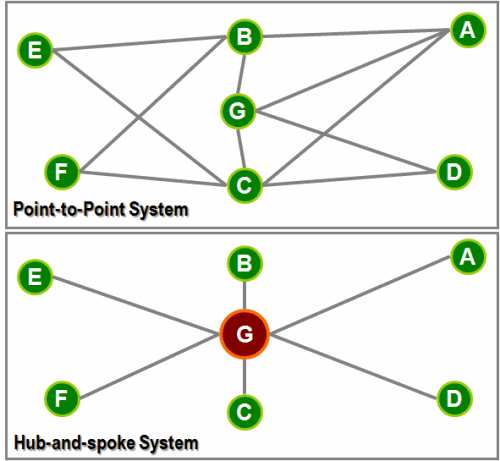 E
B
A
G
F
C
D
Point-to-Point System
E
B
A
G
F
C
D
Hub-and-spoke System